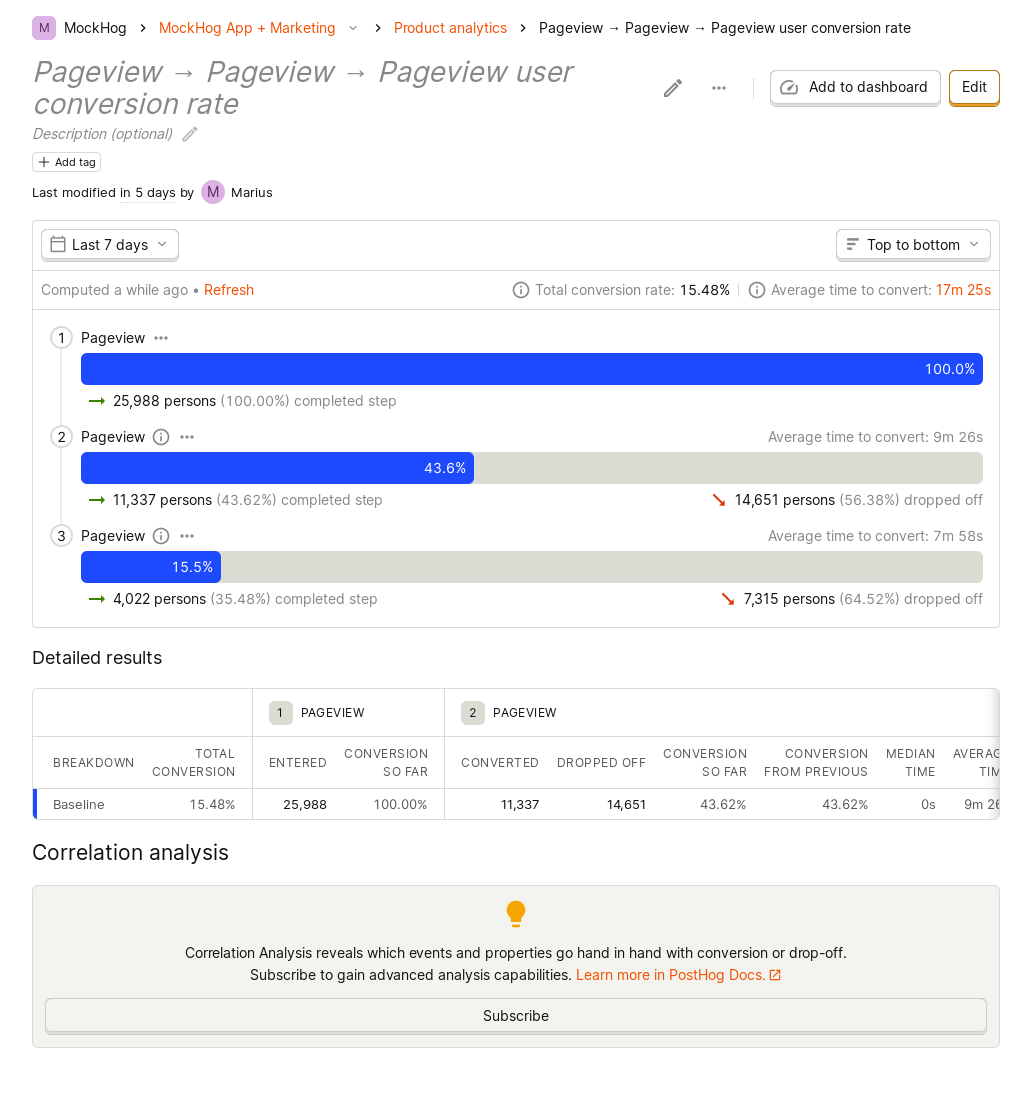 M MockHog > MockHog App + Marketing > Product analytics > Pageview → Pageview → Pageview user conversion rate
Pageview → Pageview → Pageview user
conversion rate
Add to dashboard
Edit
Description (optional)
Add tag
Last modified in 5 days by M Marius
Last 7 days
Top to bottom
Computed a while ago • Refresh
Total conversion rate: 15.48%
Average time to convert: 17m 25s
1 Pageview
100.0%
25,988 persons (100.00%) completed step
2 Pageview
Average time to convert: 9m 26s
43.6%
11,337 persons (43.62%) completed step
14,651 persons (56.38%) dropped off
3 Pageview
Average time to convert: 7m 58s
15.5%
4,022 persons (35.48%) completed step
7,315 persons (64.52%) dropped off
Detailed results
1 PAGEVIEW
2 PAGEVIEW
BREAKDOWN
TOTAL
CONVERSION
ENTERED
CONVERSION
SO FAR
CONVERTED
DROPPED OFF
CONVERSION
SO FAR
CONVERSION
FROM PREVIOUS
MEDIAN
TIME
Baseline 15.48% 25,988 100.00% 11,337 14,651 43.62% 43.62% 0s 9m
Correlation analysis
Correlation Analysis reveals which events and properties go hand in hand with conversion or drop-off.
Subscribe to gain advanced analysis capabilities. Learn more in PostHog Docs.
Subscribe